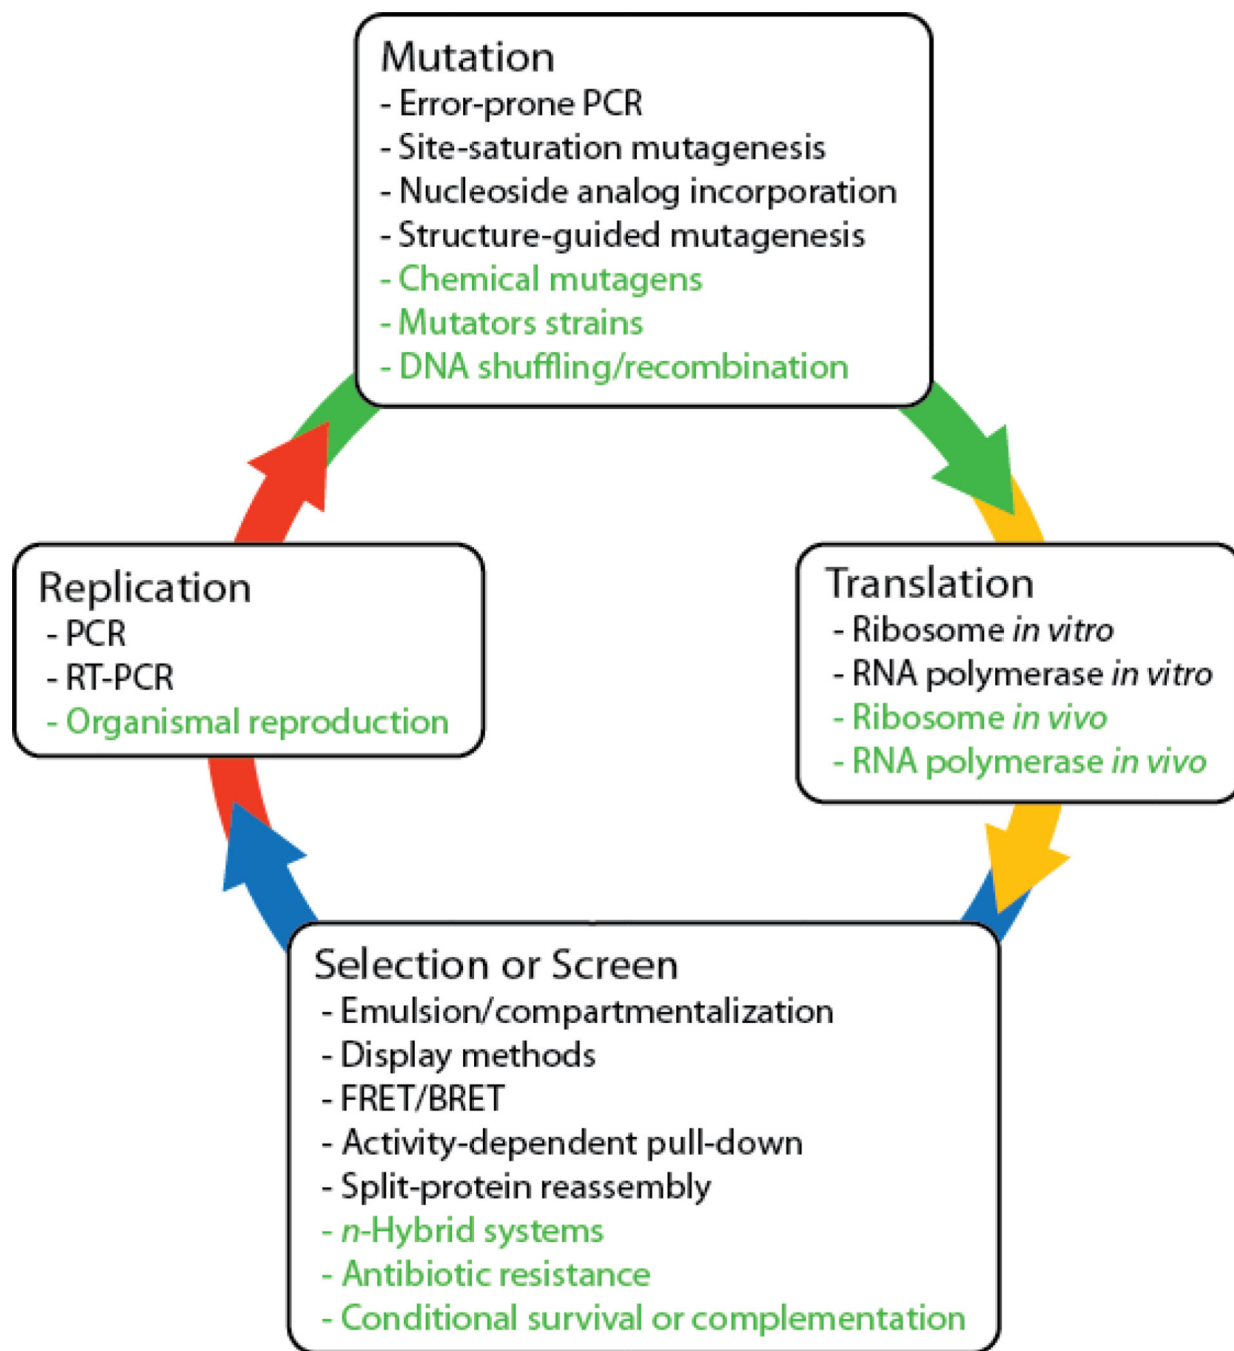 Mutation
- Error-prone PCR
- Site-saturation mutagenesis
- Nucleoside analog incorporation
- Structure-guided mutagenesis
- Chemical mutagens
- Mutators strains
- DNA shuffling/recombination
Replication
- PCR
- RT-PCR
- Organismal reproduction
Translation
- Ribosome in vitro
- RNA polymerase in vitro
- Ribosome in vivo
- RNA polymerase in vivo
Selection or Screen
- Emulsion/compartmentalization
- Display methods
- FRET/BRET
- Activity-dependent pull-down
- Split-protein reassembly
- n-Hybrid systems
- Antibiotic resistance
- Conditional survival or complementation